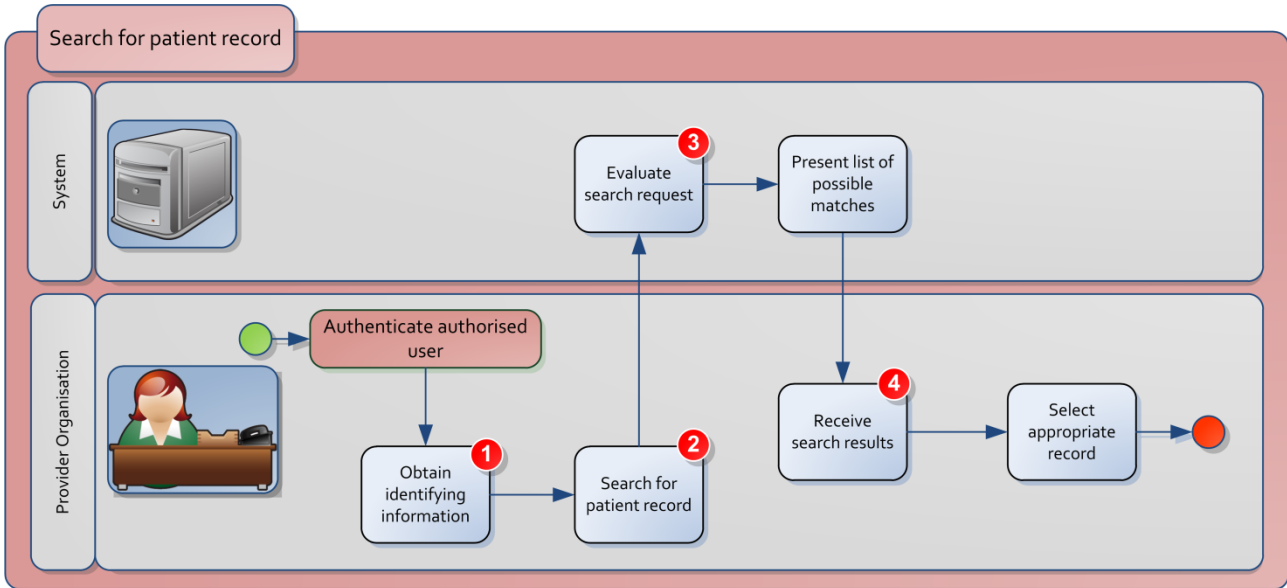 Search for patient record
System
3
Evaluate
search request
Present list of
possible
matches
Provider Organisation
Authenticate authorised
user
1
Obtain
identifying
information
2
Search for
patient record
4
Receive
search results
Select
appropriate
record